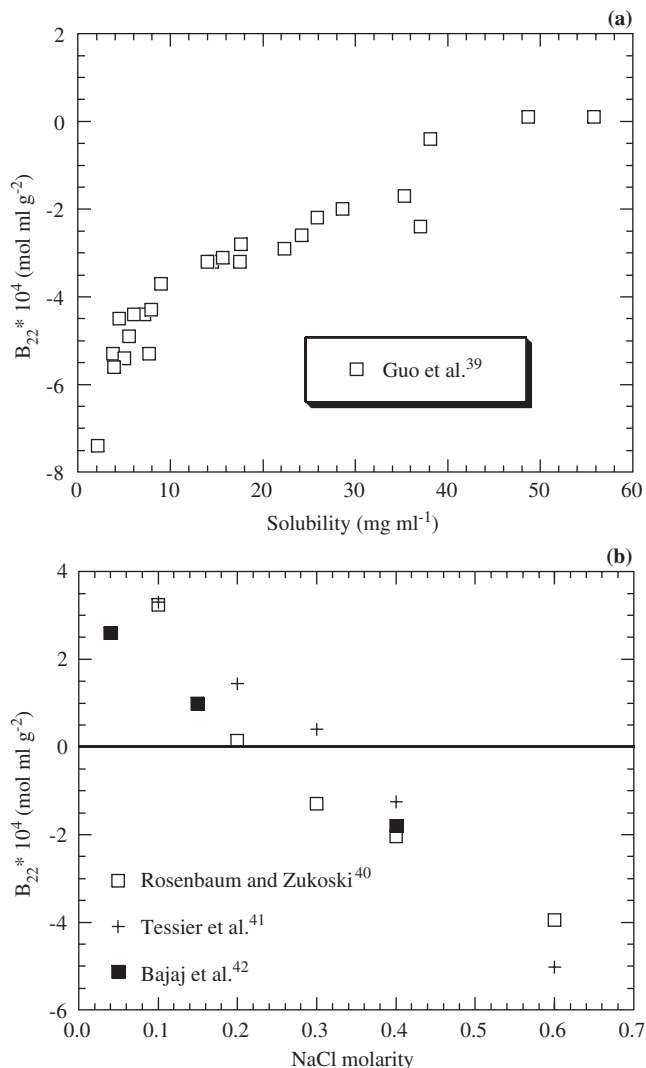 (a)
2
0
-2
-4
-6
-8
B22* 10^4 (mol ml g^-2)
Guo et al.^39
0 10 20 30 40 50 60
Solubility (mg ml^-1)
(b)
4
2
0
-2
-4
-6
B22* 10^4 (mol ml g^-2)
Rosenbaum and Zukoski^40
Tessier et al.^41
Bajaj et al.^42
0.0 0.1 0.2 0.3 0.4 0.5 0.6 0.7
NaCl molarity